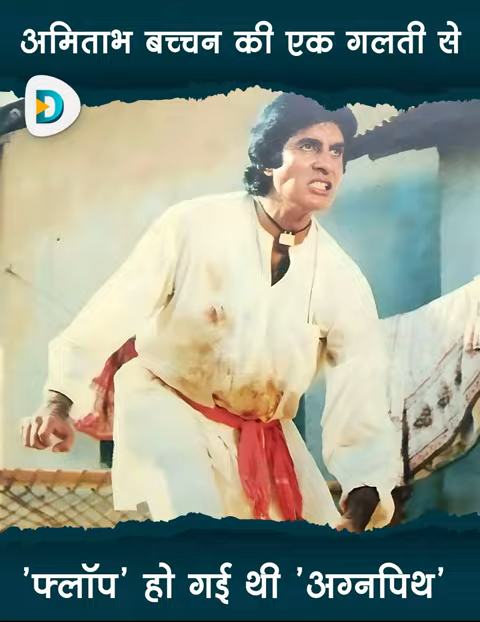 अमिताभ बच्चन की एक गलती से
D
'फ्लॉप' हो गई थी 'अग्नपिथ'